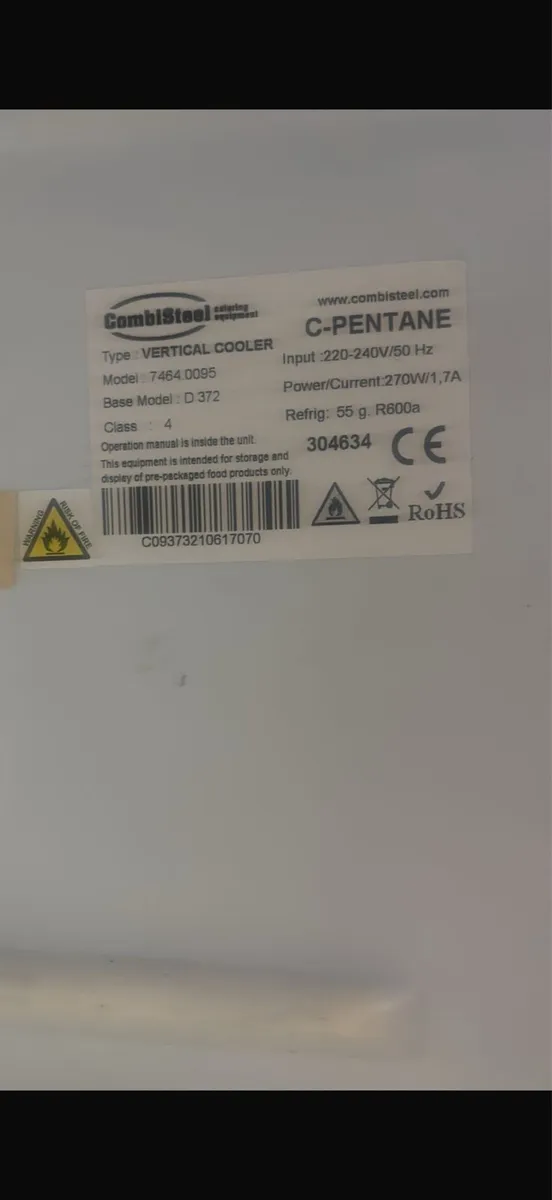 CombiSteel catering equipment
www.combisteel.com
C-PENTANE
Type : VERTICAL COOLER
Input :220-240V/50 Hz
Model : 7464.0095
Power/Current:270W/1,7A
Base Model : D 372
Refrig: 55 g. R600a
Class : 4
304634 CE
Operation manual is inside the unit.
This equipment is intended for storage and
display of pre-packaged food products only.
RoHS
C09373210617070
WARNING RISK OF FIRE